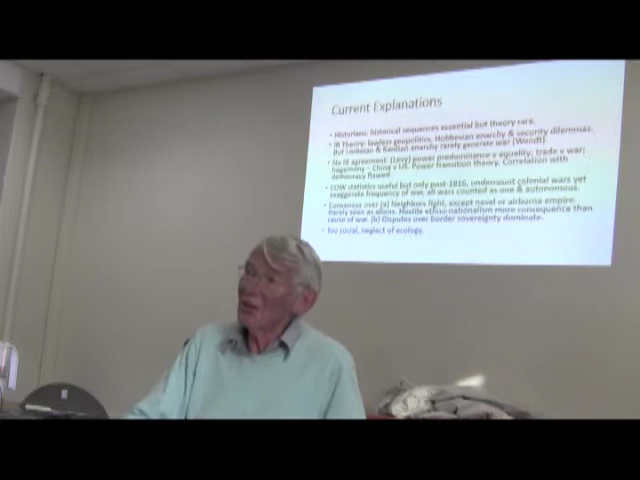 Current Explanations
• Historians: historical sequences essential but theory rare.
• IR Theory: lawless geopolitics, Hobbesian anarchy & security dilemmas.
But Lockeian & Kantian anarchy rarely generate war (Wendt).
• No IR agreement. (Levy) power predominance v equality; trade v war;
hegemony – China v US. Power transition theory. Correlation with
democracy flawed.
• COW statistics useful but only post-1816, undercount colonial wars yet
exaggerate frequency of war, all wars counted as one & autonomous.
• Consensus over (a) Neighbors fight, except naval or airborne empire.
Rarely seen as aliens. Hostile ethno-nationalism more consequence than
cause of war. (b) Disputes over border sovereignty dominate.
• too social, neglect of ecology.